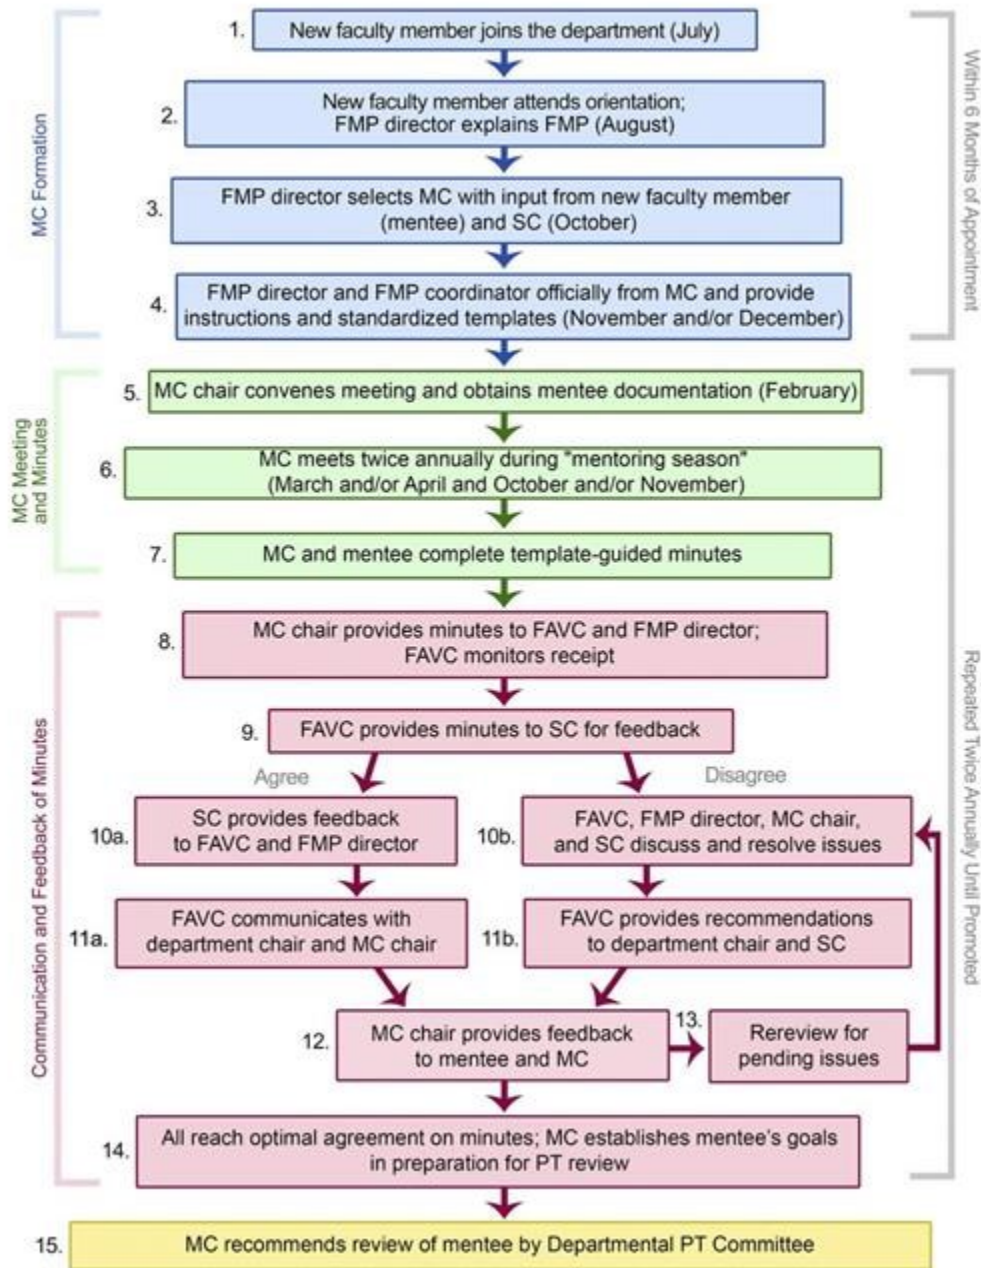 1. New faculty member joins the department (July)
2. New faculty member attends orientation;
FMP director explains FMP (August)
3. FMP director selects MC with input from new faculty member
(mentee) and SC (October)
4. FMP director and FMP coordinator officially from MC and provide
instructions and standardized templates (November and/or December)
MC Formation
Within 6 Months of Appointment
5. MC chair convenes meeting and obtains mentee documentation (February)
6. MC meets twice annually during "mentoring season"
(March and/or April and October and/or November)
7. MC and mentee complete template-guided minutes
MC Meeting
and Minutes
8. MC chair provides minutes to FAVC and FMP director;
FAVC monitors receipt
9. FAVC provides minutes to SC for feedback
Agree
Disagree
10a. SC provides feedback
to FAVC and FMP director
10b. FAVC, FMP director, MC chair,
and SC discuss and resolve issues
11a. FAVC communicates with
department chair and MC chair
11b. FAVC provides recommendations
to department chair and SC
12. MC chair provides feedback
to mentee and MC
13. Rereview for
pending issues
14. All reach optimal agreement on minutes; MC establishes mentee's goals
in preparation for PT review
Communication and Feedback of Minutes
Repeated Twice Annually Until Promoted
15. MC recommends review of mentee by Departmental PT Committee